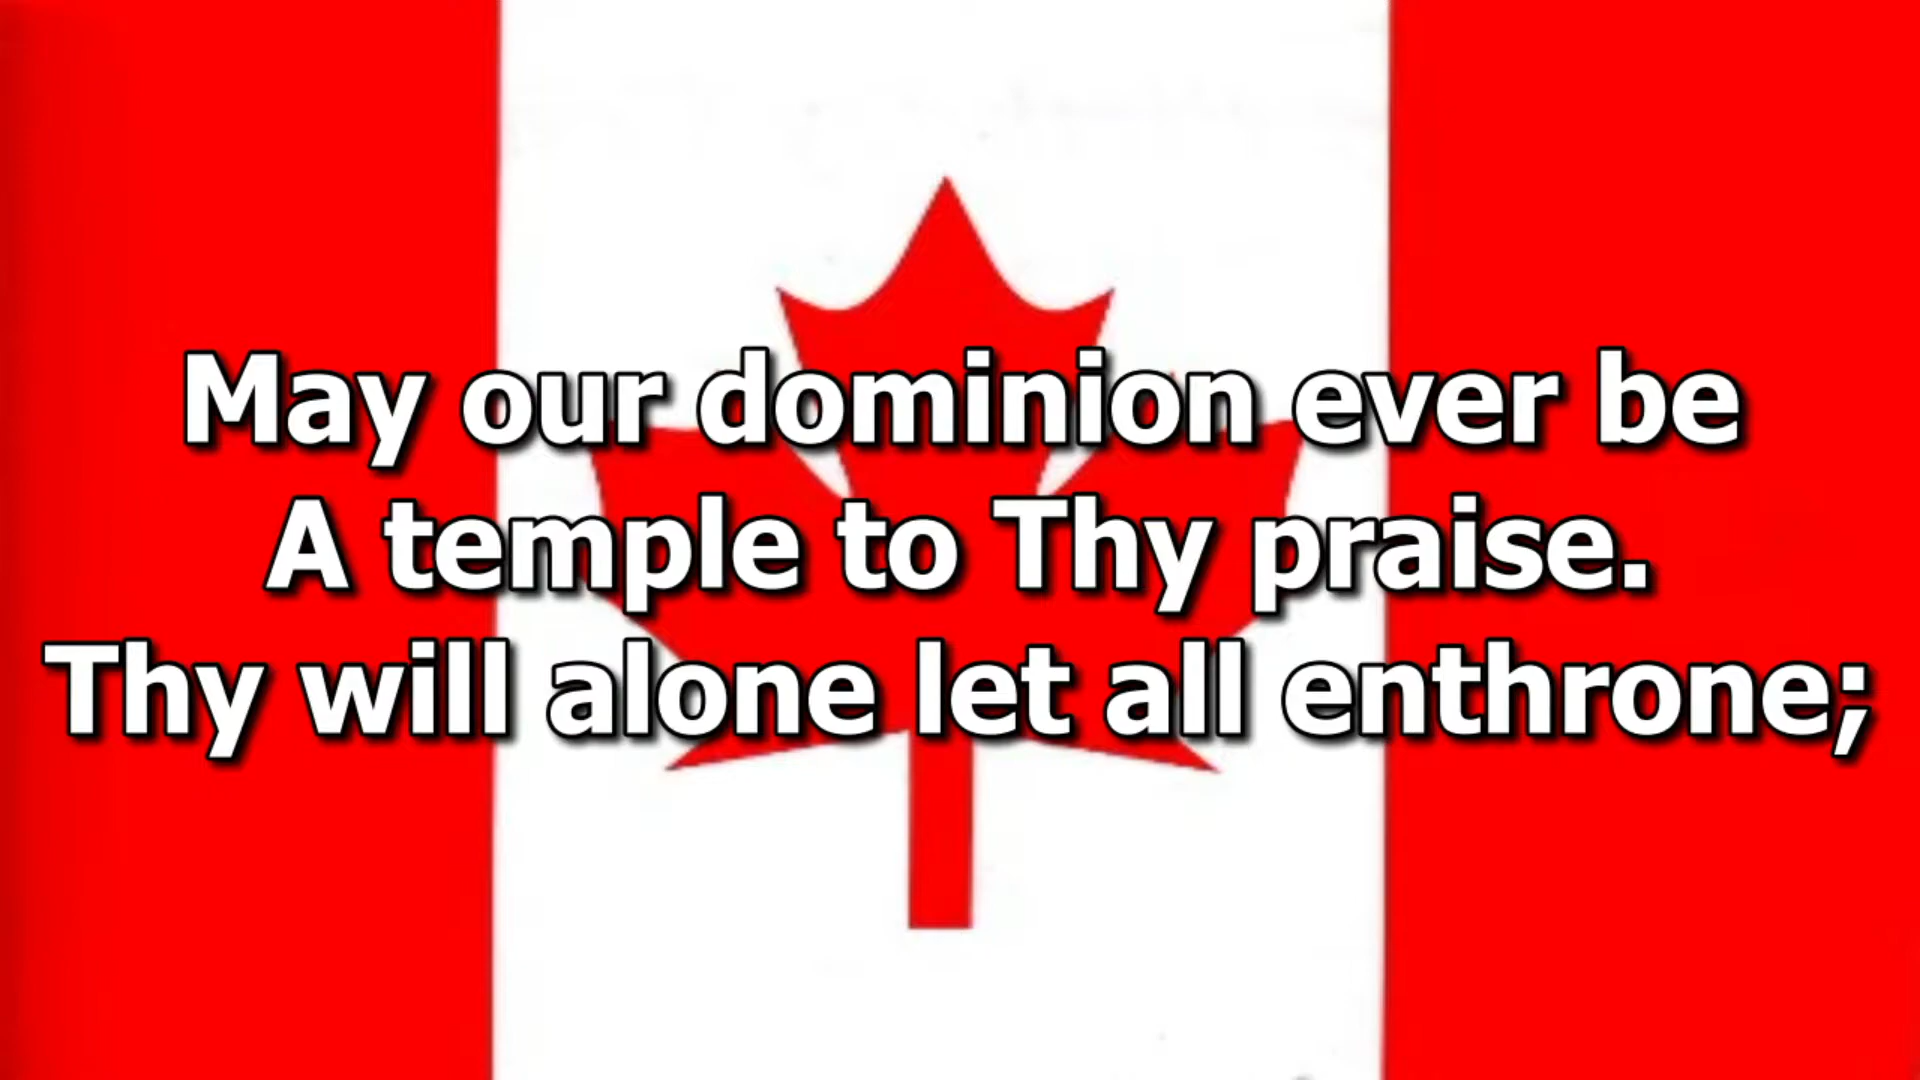 May our dominion ever be
A temple to Thy praise.
Thy will alone let all enthrone;